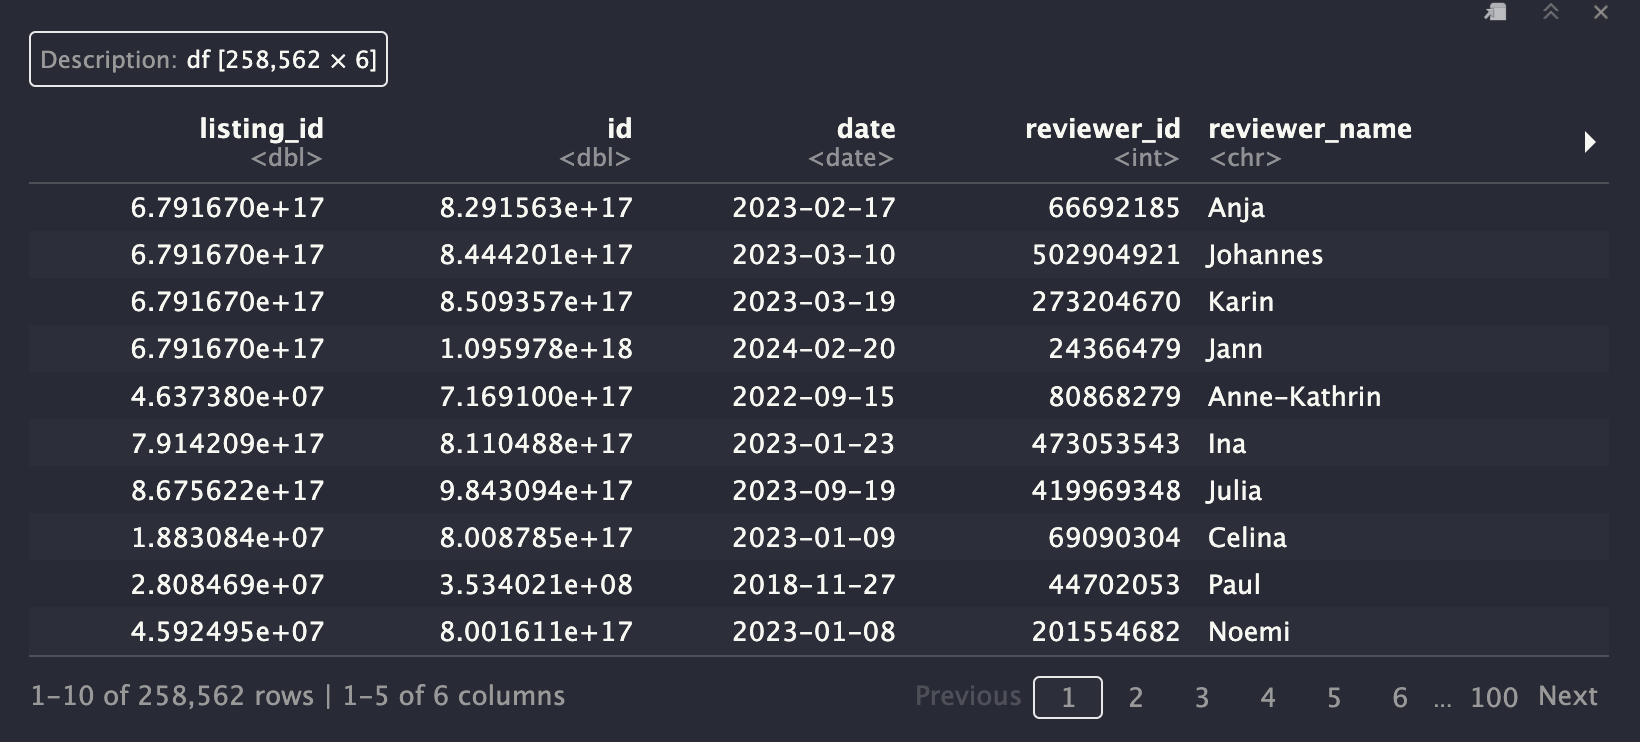 Description: df [258,562 × 6]
listing_id id date reviewer_id reviewer_name
<dbl> <dbl> <date> <int> <chr>
6.791670e+17 8.291563e+17 2023-02-17 66692185 Anja
6.791670e+17 8.444201e+17 2023-03-10 502904921 Johannes
6.791670e+17 8.509357e+17 2023-03-19 273204670 Karin
6.791670e+17 1.095978e+18 2024-02-20 24366479 Jann
4.637380e+07 7.169100e+17 2022-09-15 80868279 Anne-Kathrin
7.914209e+17 8.110488e+17 2023-01-23 473053543 Ina
8.675622e+17 9.843094e+17 2023-09-19 419969348 Julia
1.883084e+07 8.008785e+17 2023-01-09 69090304 Celina
2.808469e+07 3.534021e+08 2018-11-27 44702053 Paul
4.592495e+07 8.001611e+17 2023-01-08 201554682 Noemi
1-10 of 258,562 rows | 1-5 of 6 columns Previous 1 2 3 4 5 6 ... 100 Next